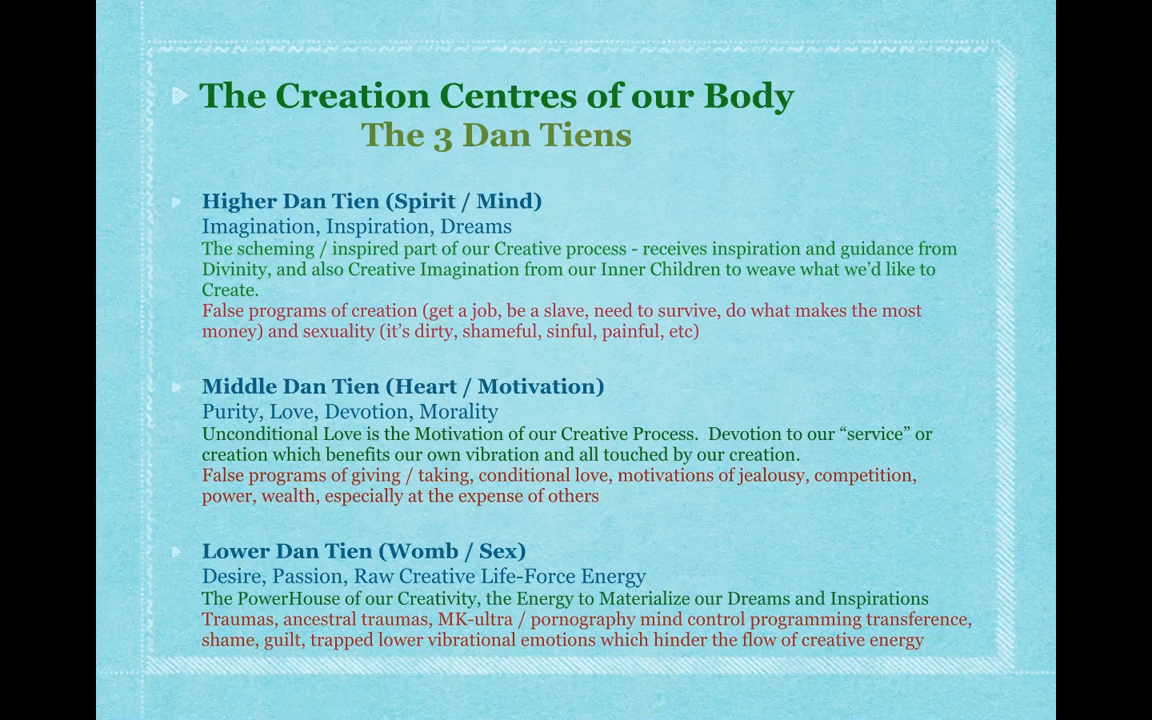 The Creation Centres of our Body
The 3 Dan Tiens
Higher Dan Tien (Spirit / Mind)
Imagination, Inspiration, Dreams
The scheming / inspired part of our Creative process - receives inspiration and guidance from
Divinity, and also Creative Imagination from our Inner Children to weave what we'd like to
Create.
False programs of creation (get a job, be a slave, need to survive, do what makes the most
money) and sexuality (it's dirty, shameful, sinful, painful, etc)
Middle Dan Tien (Heart / Motivation)
Purity, Love, Devotion, Morality
Unconditional Love is the Motivation of our Creative Process.  Devotion to our “service” or
creation which benefits our own vibration and all touched by our creation.
False programs of giving / taking, conditional love, motivations of jealousy, competition,
power, wealth, especially at the expense of others
Lower Dan Tien (Womb / Sex)
Desire, Passion, Raw Creative Life-Force Energy
The PowerHouse of our Creativity, the Energy to Materialize our Dreams and Inspirations
Traumas, ancestral traumas, MK-ultra / pornography mind control programming transference,
shame, guilt, trapped lower vibrational emotions which hinder the flow of creative energy